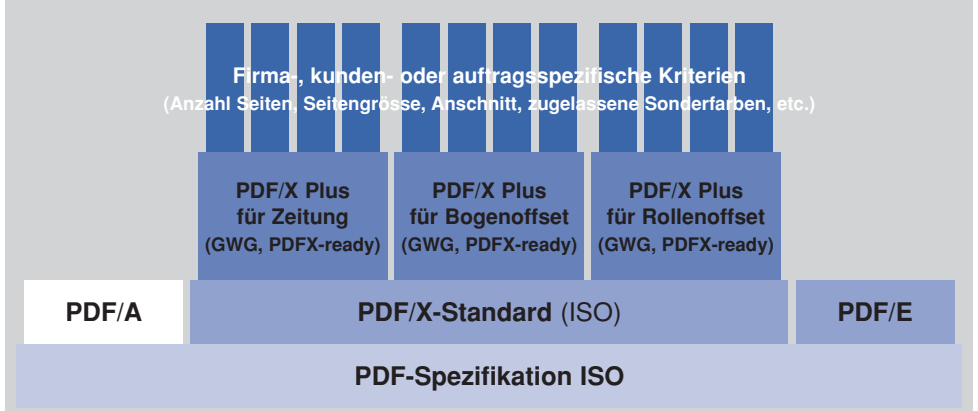 Firma-, kunden- oder auftragsspezifische Kriterien
(Anzahl Seiten, Seitengrösse, Anschnitt, zugelassene Sonderfarben, etc.)
PDF/X Plus
für Zeitung
(GWG, PDFX-ready)
PDF/X Plus
für Bogenoffset
(GWG, PDFX-ready)
PDF/X Plus
für Rollenoffset
(GWG, PDFX-ready)
PDF/A
PDF/X-Standard (ISO)
PDF/E
PDF-Spezifikation ISO